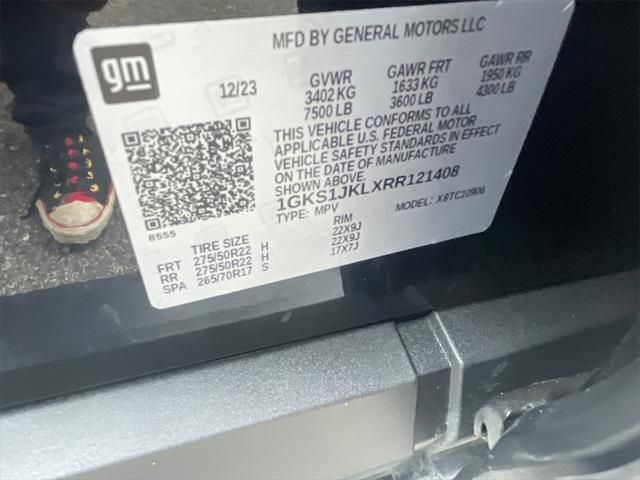 MFD BY GENERAL MOTORS LLC
gm
12/23
GVWR GAWR FRT GAWR RR
3402 KG 1633 KG 1950 KG
7500 LB 3600 LB 4300 LB
THIS VEHICLE CONFORMS TO ALL
APPLICABLE U.S. FEDERAL MOTOR
VEHICLE SAFETY STANDARDS IN EFFECT
ON THE DATE OF MANUFACTURE
SHOWN ABOVE.
1GKS1JKLXRR121408
TYPE: MPV MODEL: X8TC10906
8555
TIRE SIZE RIM
FRT 275/50R22 H 22X9J
RR 275/50R22 H 22X9J
SPA 265/70R17 S 17X7J